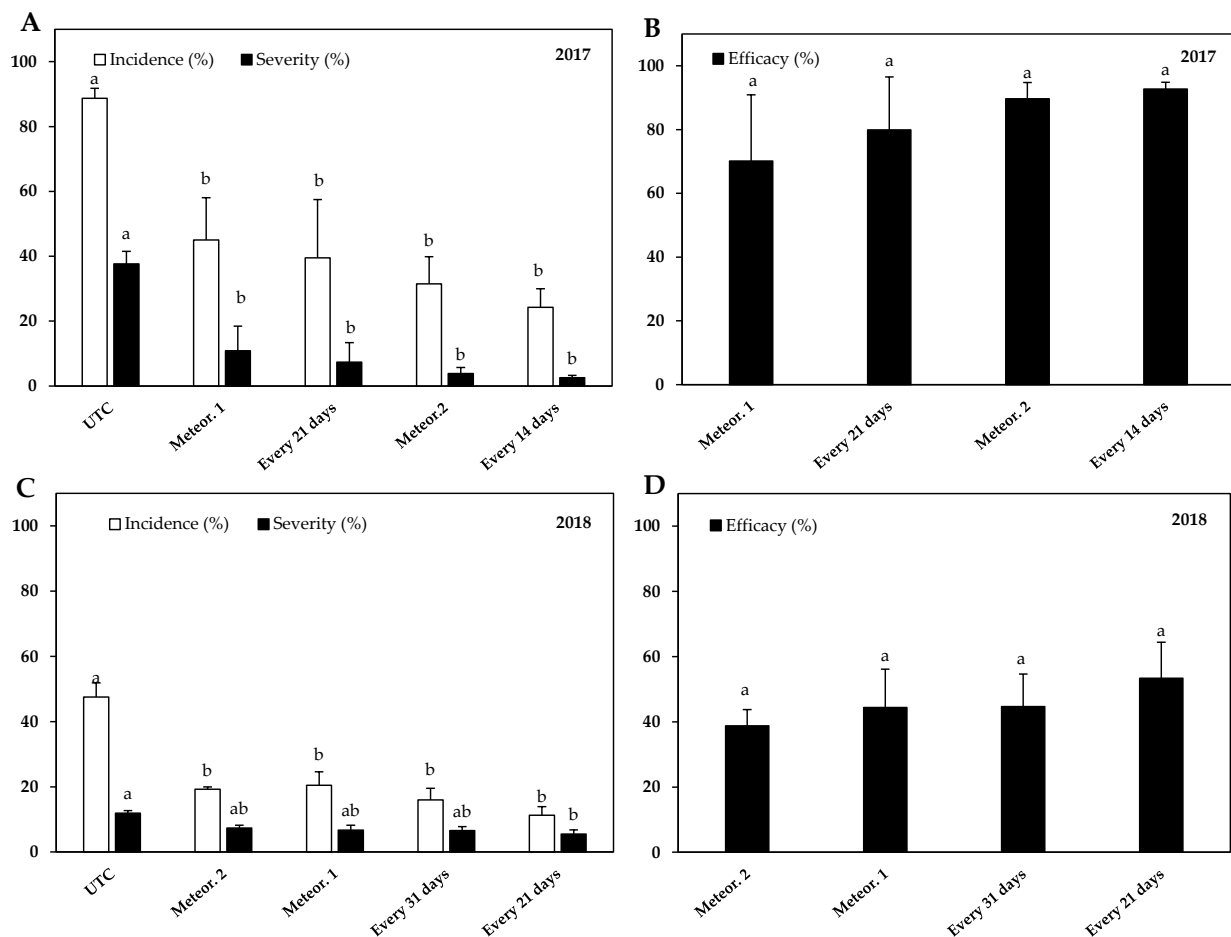 A
Incidence (%) Severity (%) 2017
100
80
60
40
20
0
a
a
b
b
b
b
b
b
b
b
UTC
Meteor. 1
Every 21 days
Meteor.2
Every 14 days
B
Efficacy (%) 2017
100
80
60
40
20
0
a
a
a
a
Meteor. 1
Every 21 days
Meteor. 2
Every 14 days
C
Incidence (%) Severity (%) 2018
100
80
60
40
20
0
a
a
b
ab
b
ab
b
ab
b
b
UTC
Meteor. 2
Meteor. 1
Every 31 days
Every 21 days
D
Efficacy (%) 2018
100
80
60
40
20
0
a
a
a
a
Meteor. 2
Meteor. 1
Every 31 days
Every 21 days